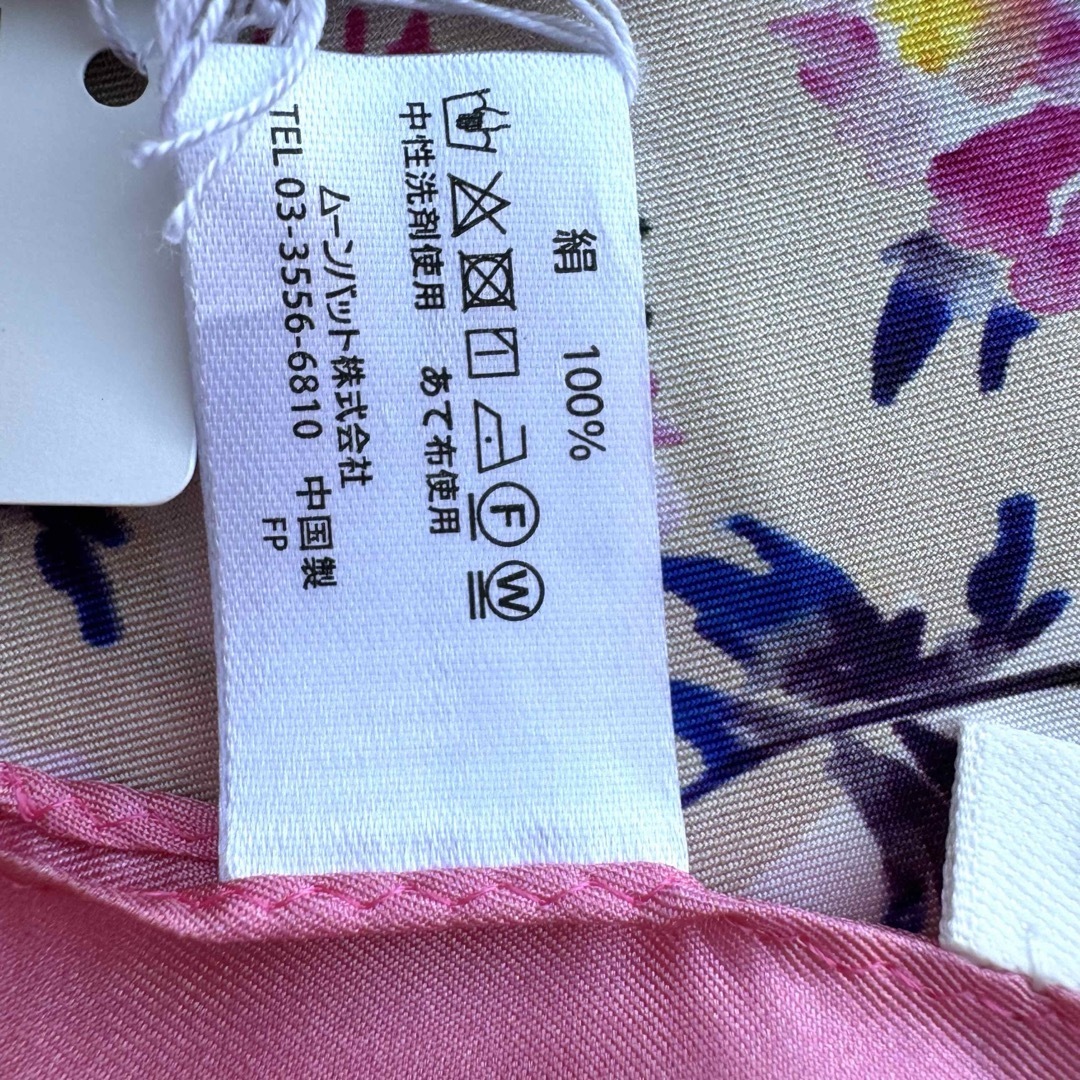 絹 100%
F W
中性洗剤使用 あて布使用
ムーンバット株式会社
TEL 03-3556-6810 中国製
FP